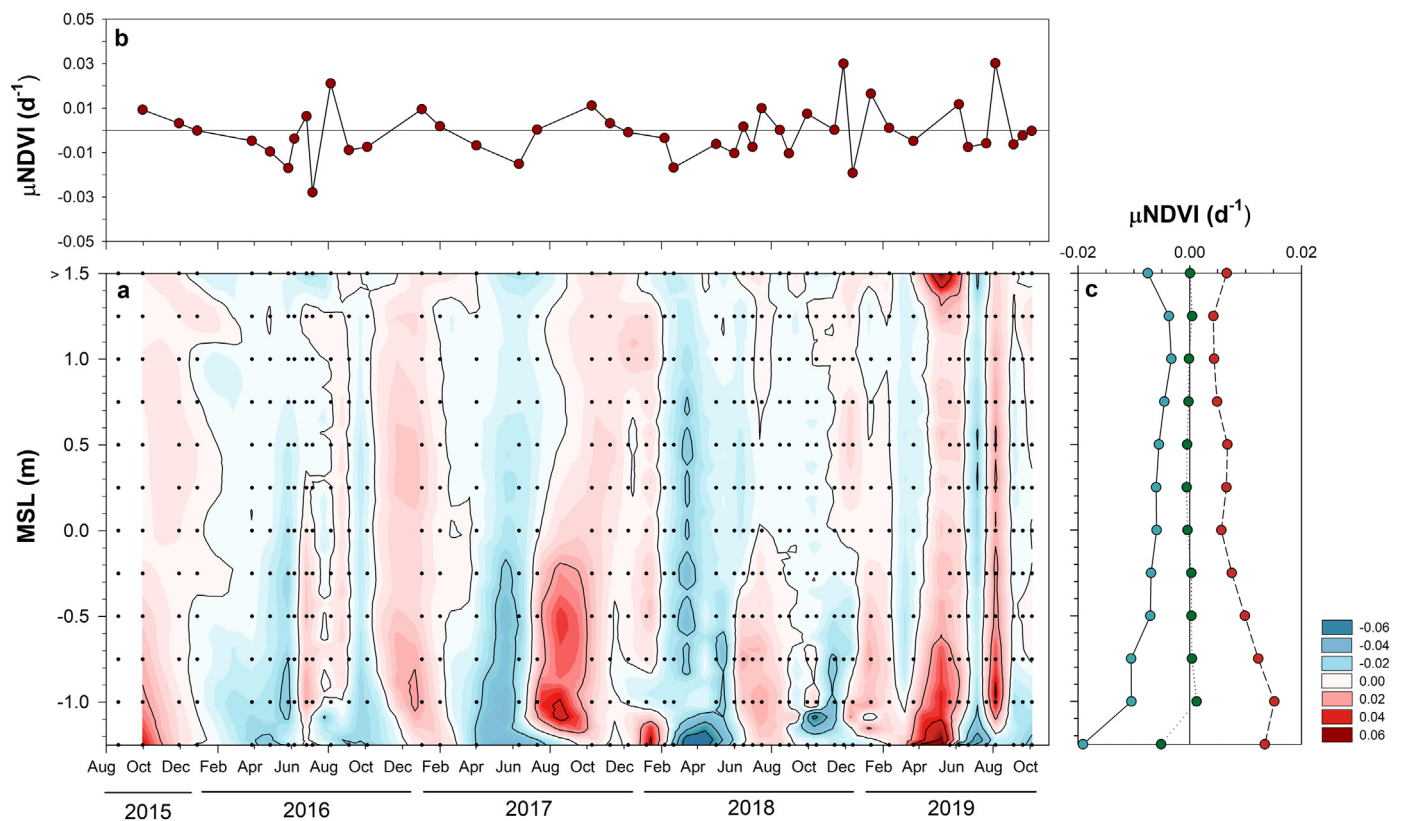 b
μNDVI (d-1)
0.05
0.03
0.01
-0.01
-0.03
-0.05
a
MSL (m)
> 1.5
1.0
0.5
0.0
-0.5
-1.0
Aug Oct Dec Feb Apr Jun Aug Oct Dec Feb Apr Jun Aug Oct Dec Feb Apr Jun Aug Oct Dec Feb Apr Jun Aug Oct
2015 2016 2017 2018 2019
μNDVI (d-1)
-0.02 0.00 0.02
c
-0.06
-0.04
-0.02
0.00
0.02
0.04
0.06